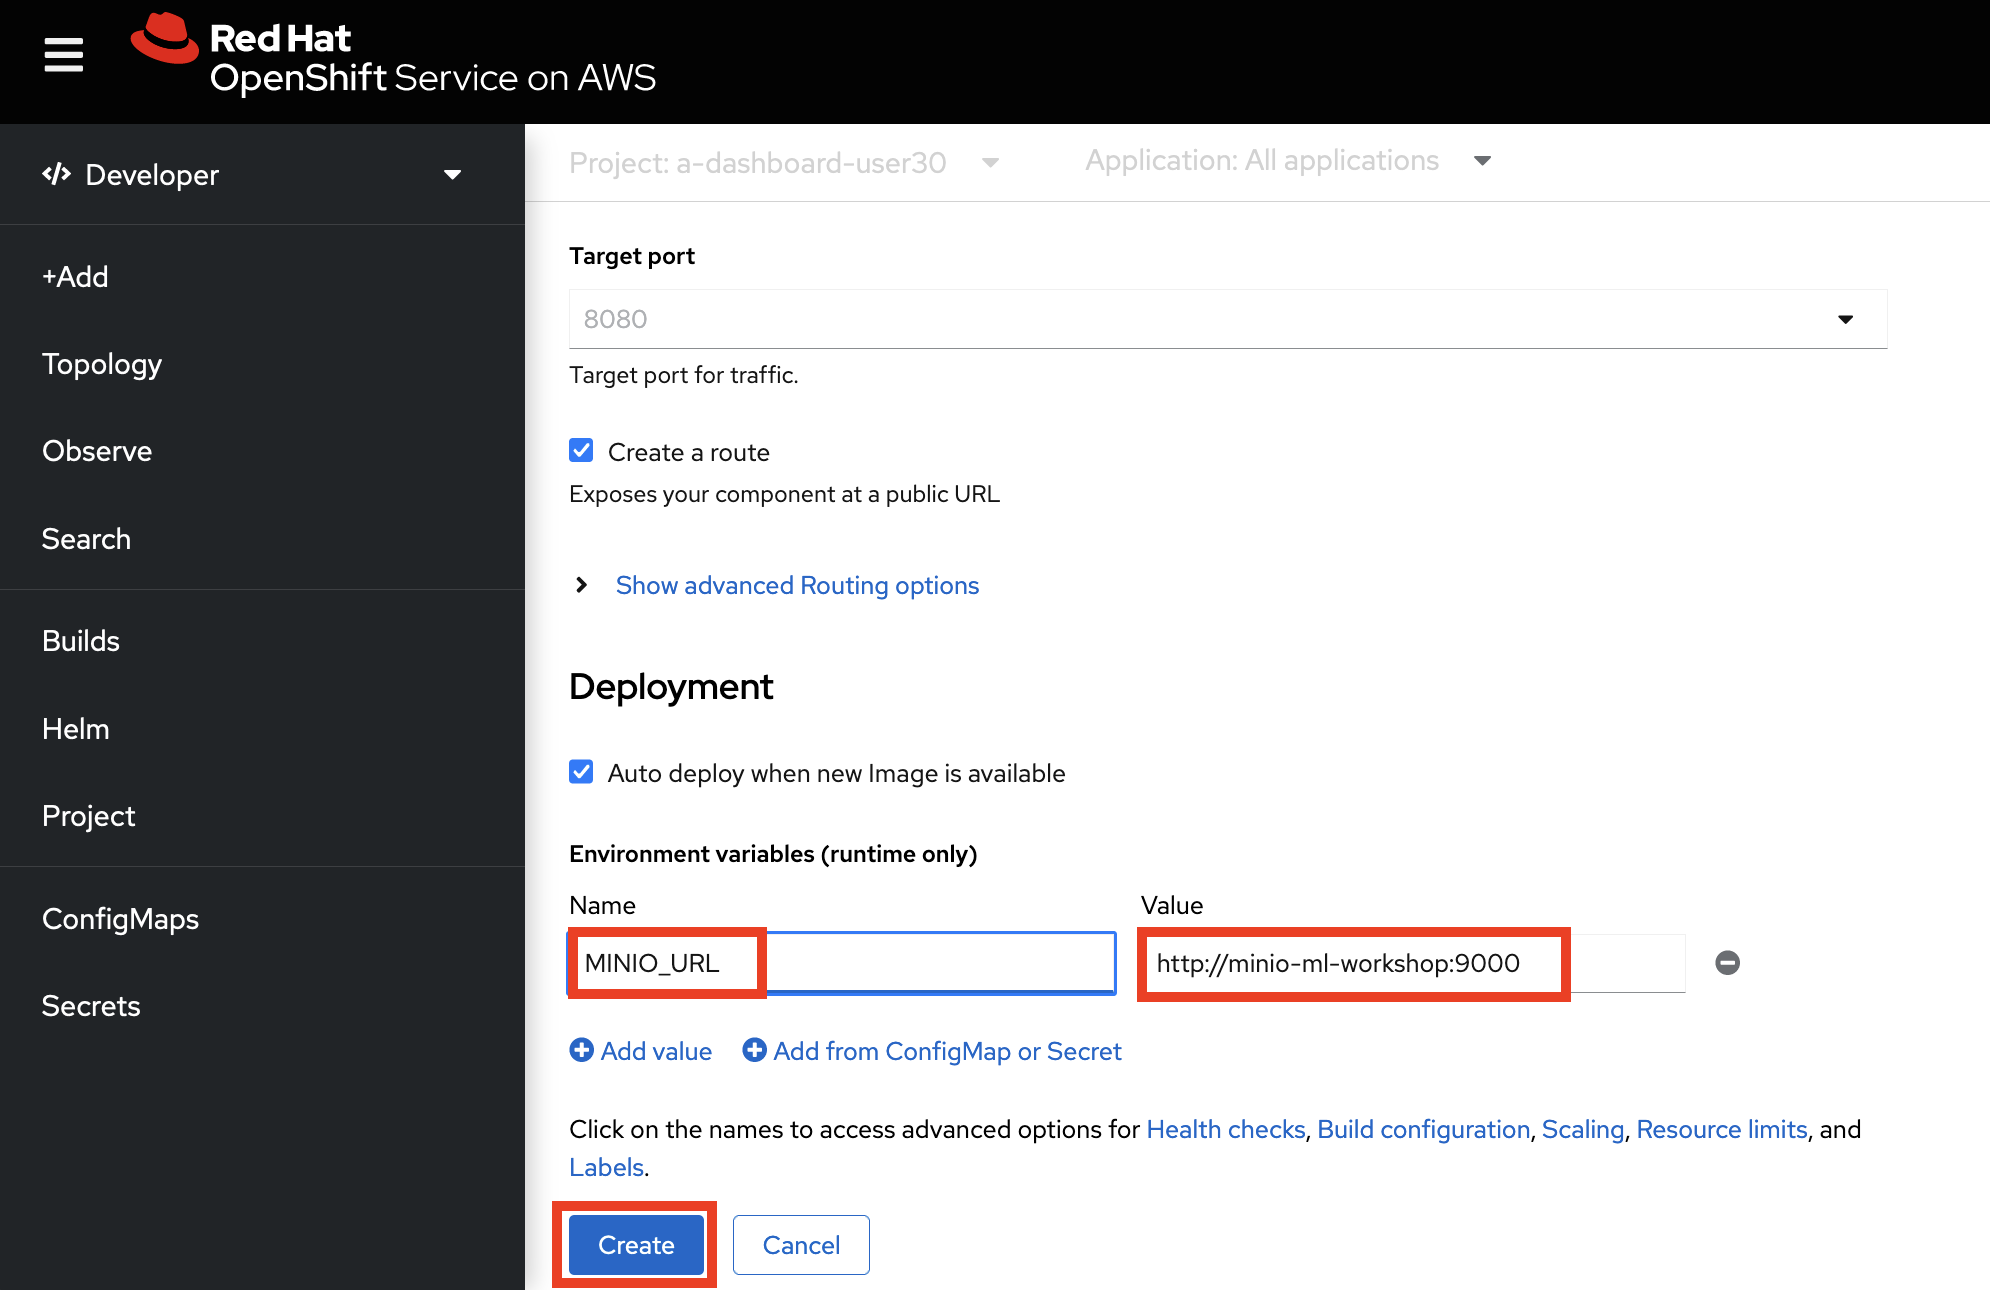 Red Hat
OpenShift Service on AWS
Developer
+Add
Topology
Observe
Search
Builds
Helm
Project
ConfigMaps
Secrets
Project: a-dashboard-user30
Application: All applications
Target port
8080
Target port for traffic.
Create a route
Exposes your component at a public URL
Show advanced Routing options
Deployment
Auto deploy when new Image is available
Environment variables (runtime only)
Name
Value
MINIO_URL
http://minio-ml-workshop:9000
Add value
Add from ConfigMap or Secret
Click on the names to access advanced options for Health checks, Build configuration, Scaling, Resource limits, and
Labels.
Create
Cancel